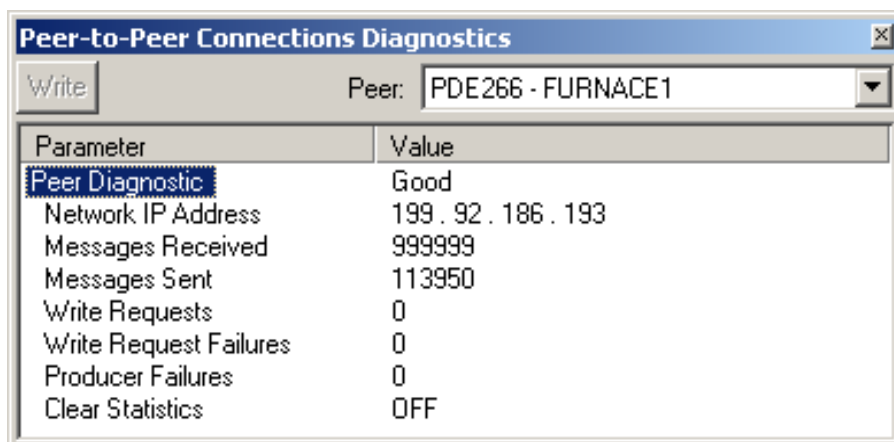 Peer-to-Peer Connections Diagnostics
Write Peer: PDE266 - FURNACE1
Parameter Value
Peer Diagnostic Good
Network IP Address 199 . 92 . 186 . 193
Messages Received 999999
Messages Sent 113950
Write Requests 0
Write Request Failures 0
Producer Failures 0
Clear Statistics OFF